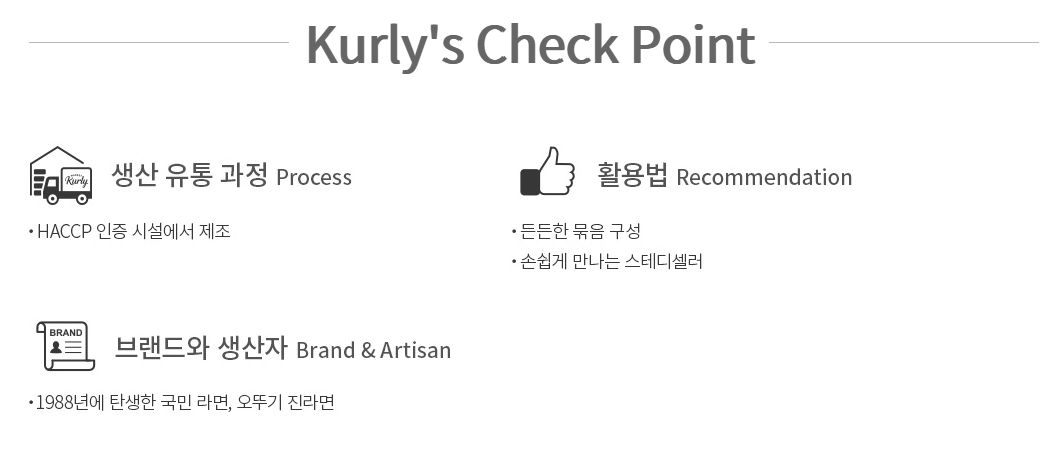 Kurly's Check Point
Kurly
생산 유통 과정 Process
• HACCP 인증 시설에서 제조
활용법 Recommendation
• 든든한 묶음 구성
• 손쉽게 만나는 스테디셀러
BRAND
브랜드와 생산자 Brand & Artisan
• 1988년에 탄생한 국민 라면, 오뚜기 진라면